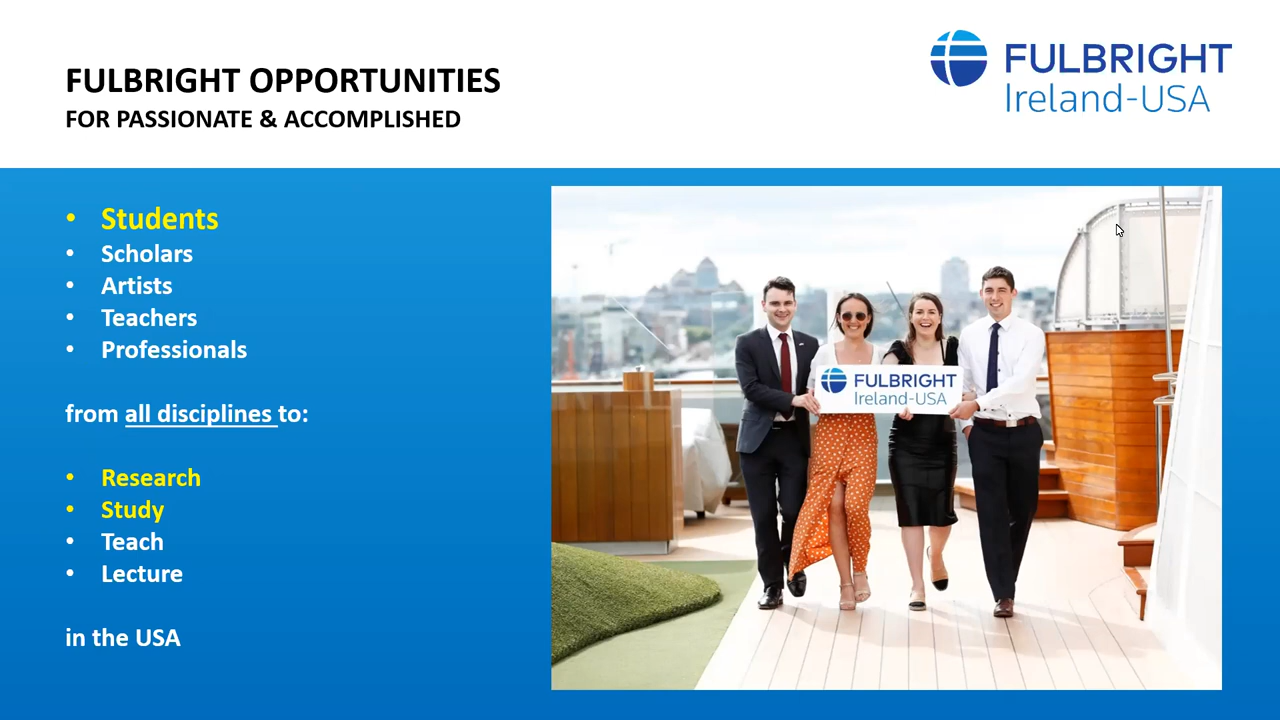 FULBRIGHT OPPORTUNITIES
FOR PASSIONATE & ACCOMPLISHED
FULBRIGHT
Ireland-USA
• Students
• Scholars
• Artists
• Teachers
• Professionals
from all disciplines to:
• Research
• Study
• Teach
• Lecture
in the USA
FULBRIGHT
Ireland-USA